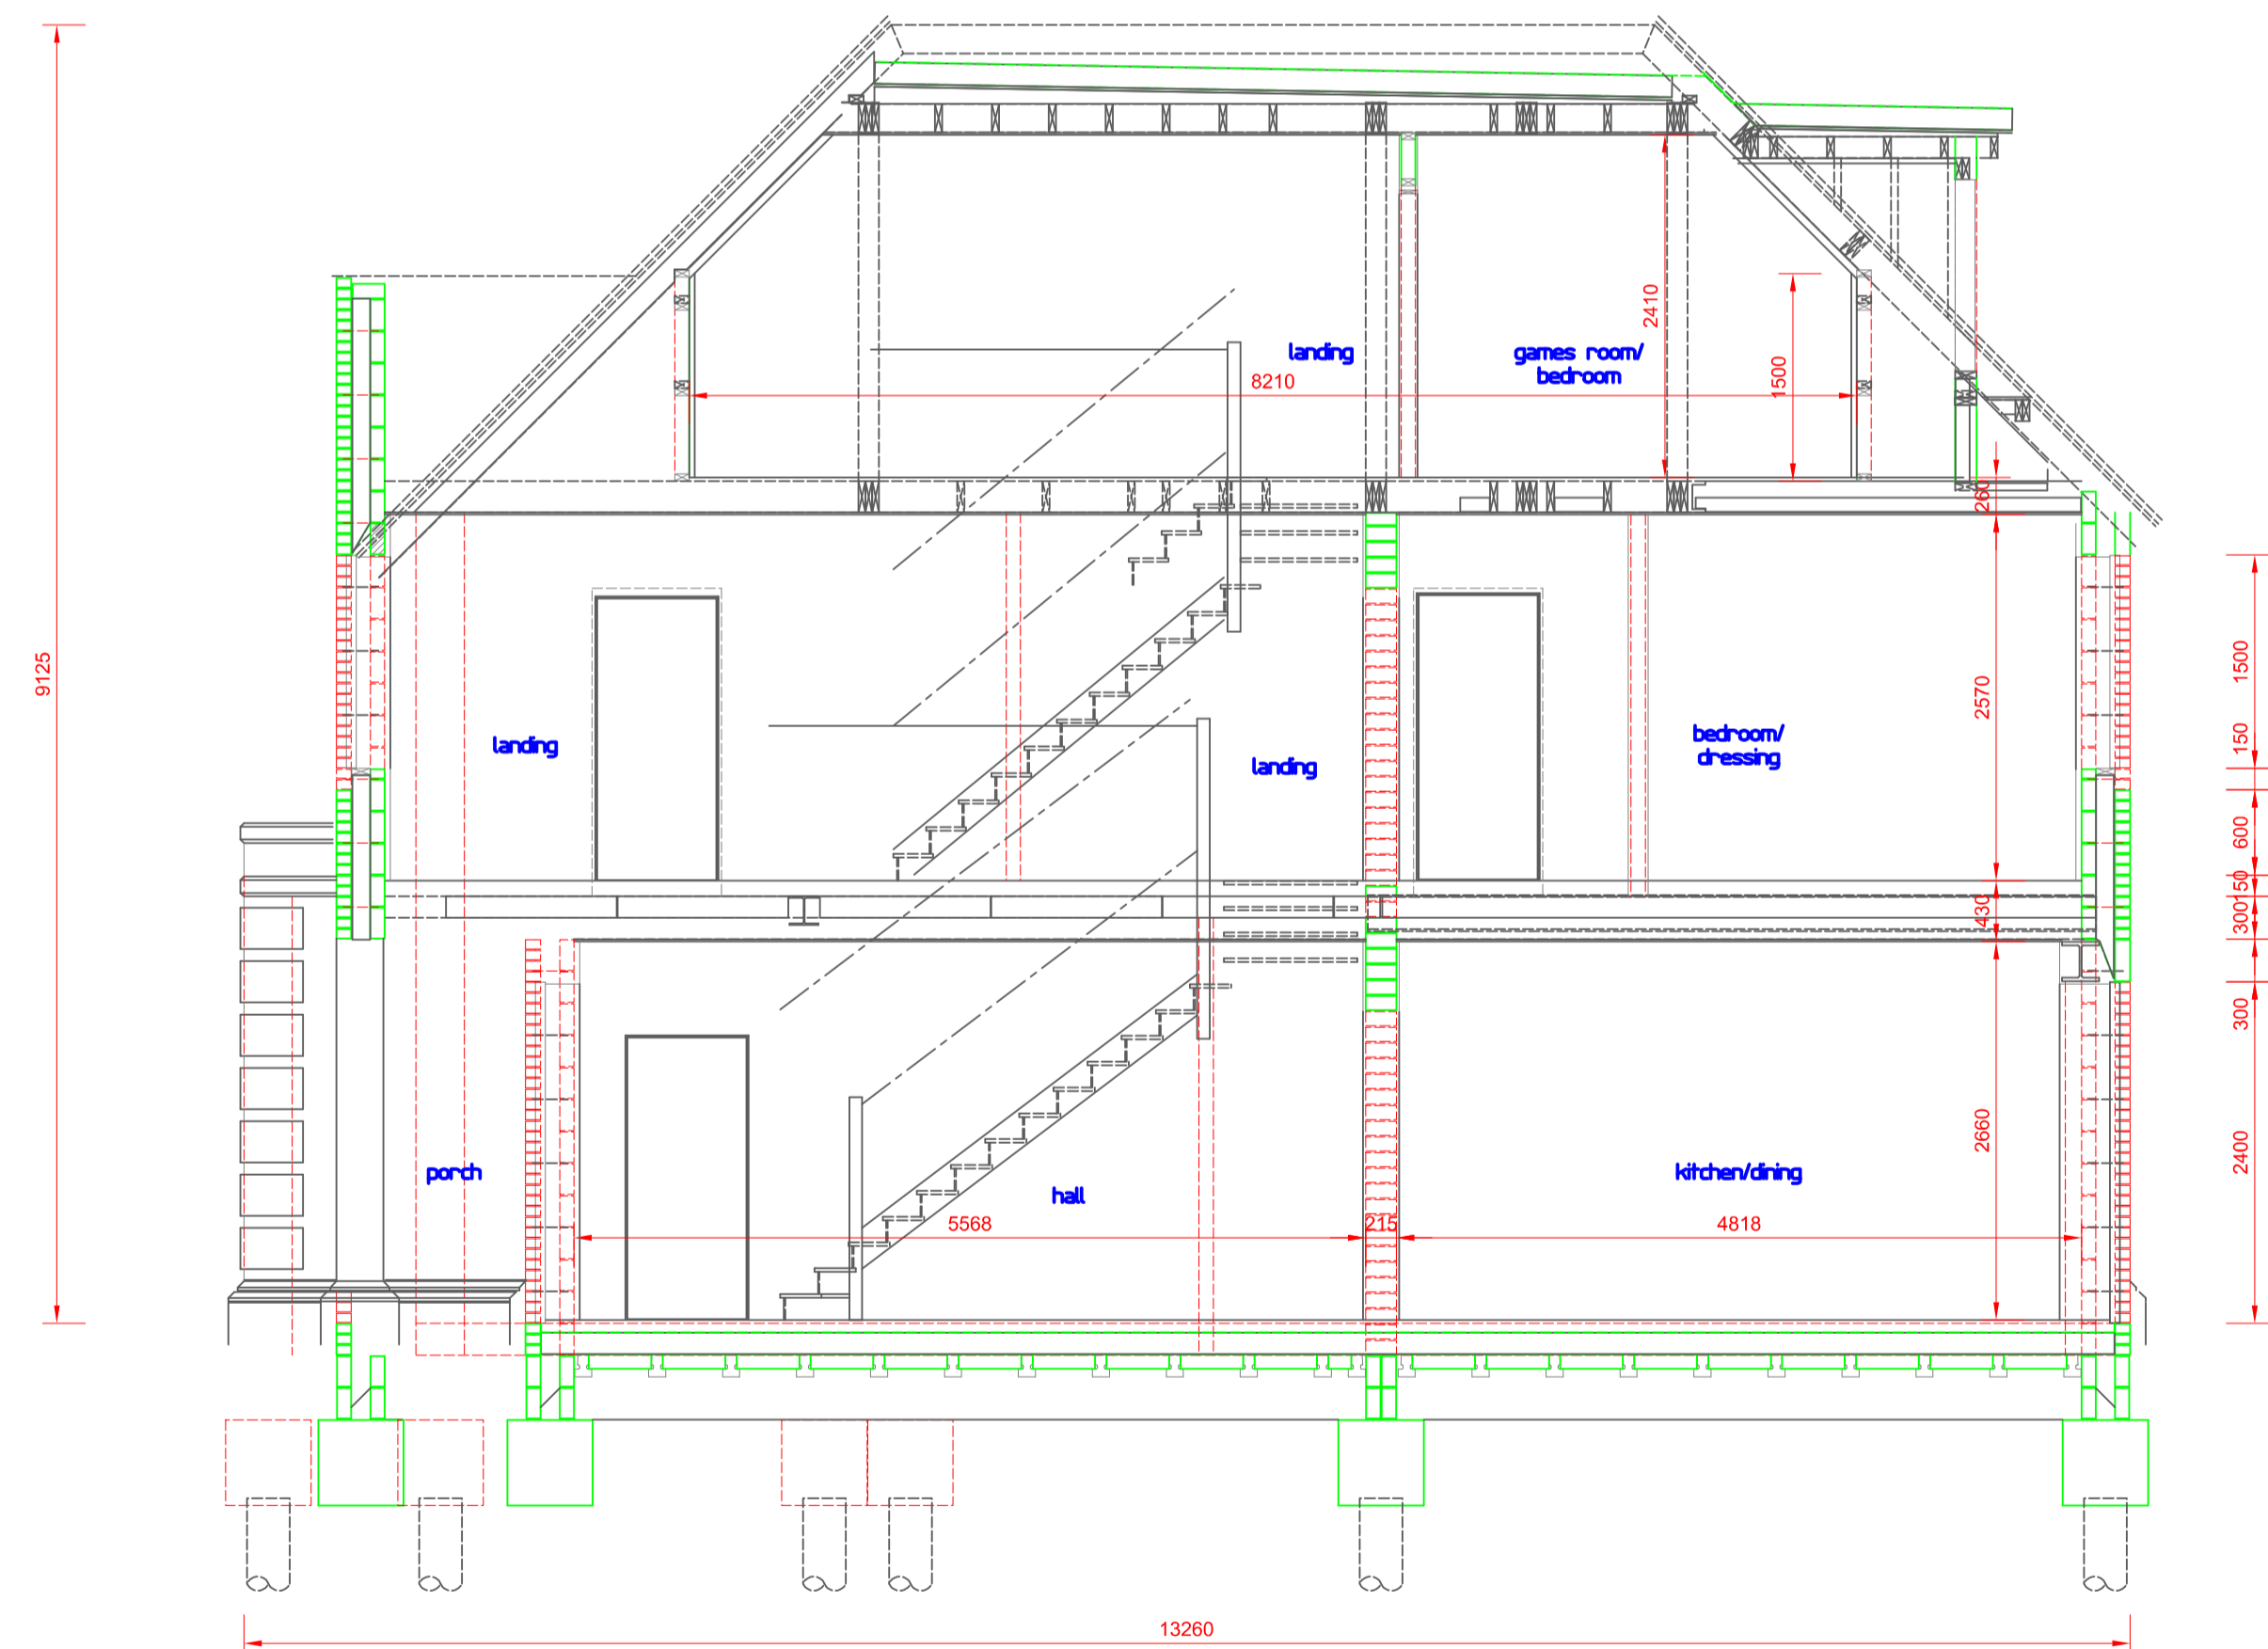 landing
games room/
bedroom
8210
2410
1500
260
9125
1500
2570
150
landing
landing
bedroom/
dressing
600
150
430
300
300
2660
2400
porch
hall
kitchen/dining
5568
215
4818
13260